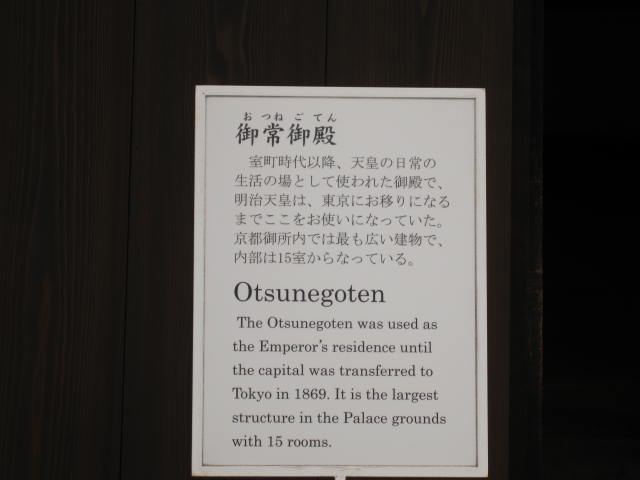 おつねごてん
御常御殿
室町時代以降、天皇の日常の
生活の場として使われた御殿で、
明治天皇は、東京にお移りになる
までここをお使いになっていた。
京都御所内では最も広い建物で、
内部は15室からなっている。
Otsunegoten
The Otsunegoten was used as
the Emperor's residence until
the capital was transferred to
Tokyo in 1869. It is the largest
structure in the Palace grounds
with 15 rooms.